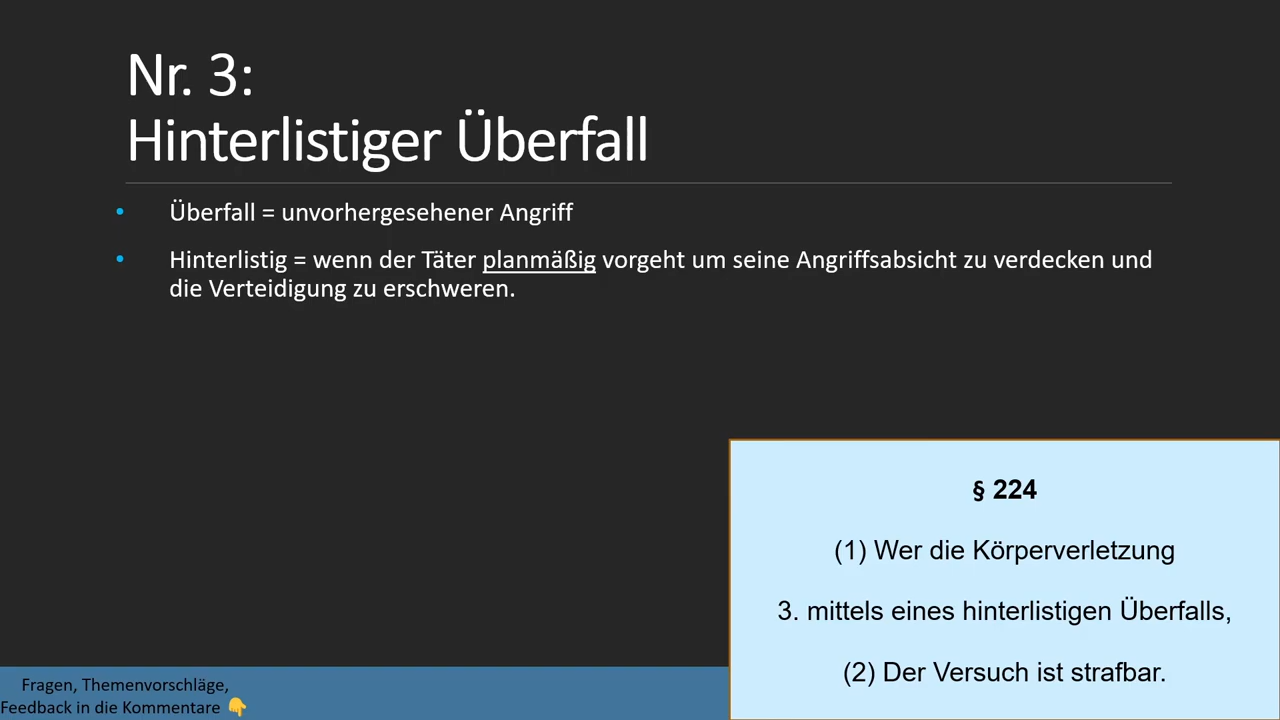 Nr. 3:
Hinterlistiger Überfall
• Überfall = unvorhergesehener Angriff
• Hinterlistig = wenn der Täter planmäßig vorgeht um seine Angriffsabsicht zu verdecken und
die Verteidigung zu erschweren.
§ 224
(1) Wer die Körperverletzung
3. mittels eines hinterlistigen Überfalls,
(2) Der Versuch ist strafbar.
Fragen, Themenvorschläge,
Feedback in die Kommentare 👇